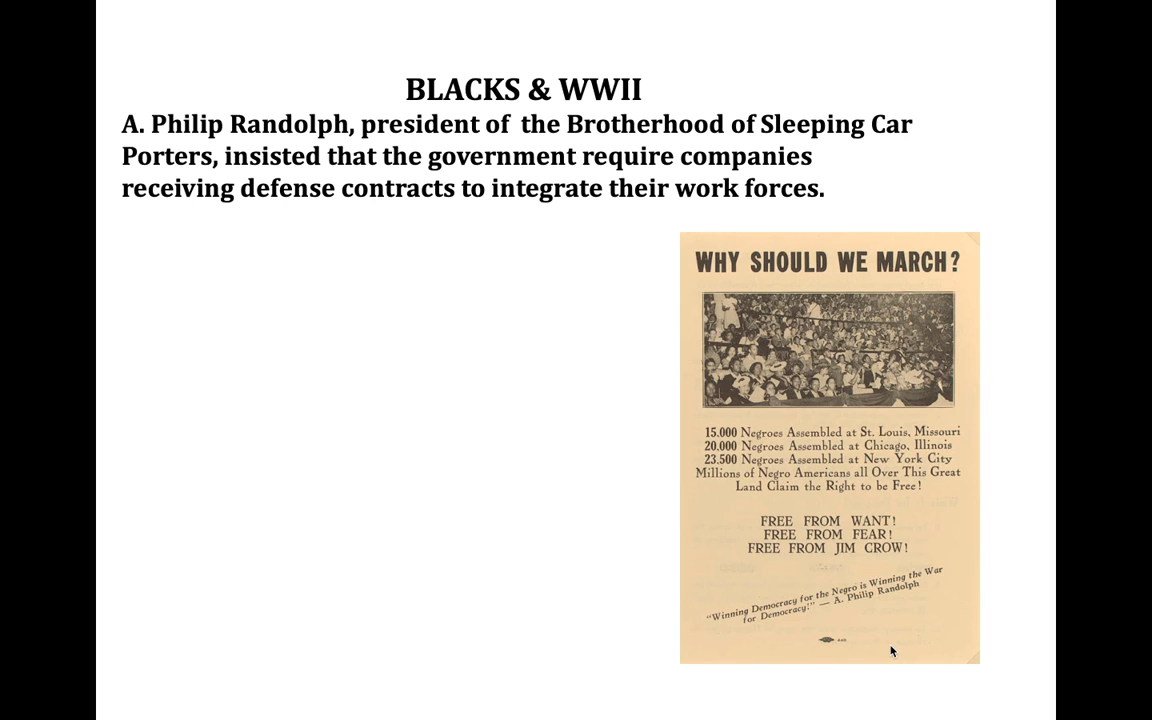 BLACKS & WWII
A. Philip Randolph, president of  the Brotherhood of Sleeping Car
Porters, insisted that the government require companies
receiving defense contracts to integrate their work forces.
WHY SHOULD WE MARCH?
15.000 Negroes Assembled at St. Louis, Missouri
20.000 Negroes Assembled at Chicago, Illinois
23.500 Negroes Assembled at New York City
Millions of Negro Americans all Over This Great
Land Claim the Right to be Free!
FREE FROM WANT!
FREE FROM FEAR!
FREE FROM JIM CROW!
"Winning Democracy for the Negro is Winning the War
for Democracy!" — A. Philip Randolph